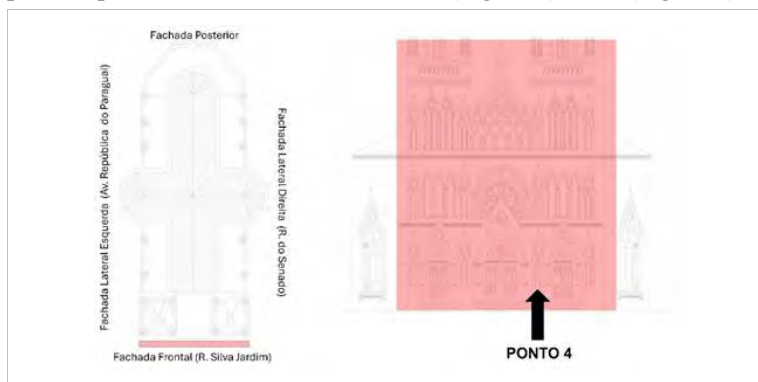 Fachada Posterior
Fachada Lateral Esquerda (Av. República do Paraguai)
Fachada Lateral Direita (R. do Senado)
Fachada Frontal (R. Silva Jardim)
PONTO 4